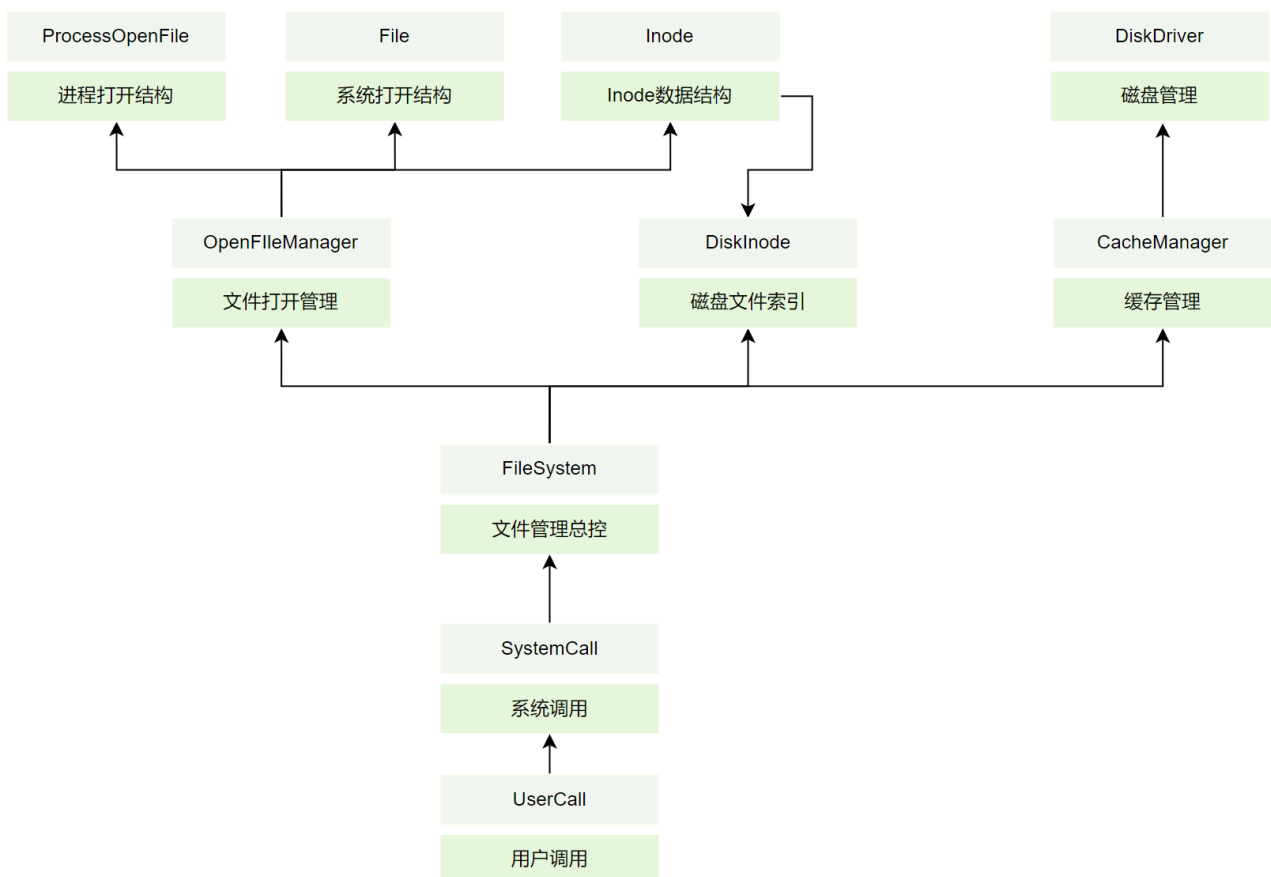 ProcessOpenFile
File
Inode
DiskDriver
进程打开结构
系统打开结构
Inode数据结构
磁盘管理
OpenFIleManager
DiskInode
CacheManager
文件打开管理
磁盘文件索引
缓存管理
FileSystem
文件管理总控
SystemCall
系统调用
UserCall
用户调用